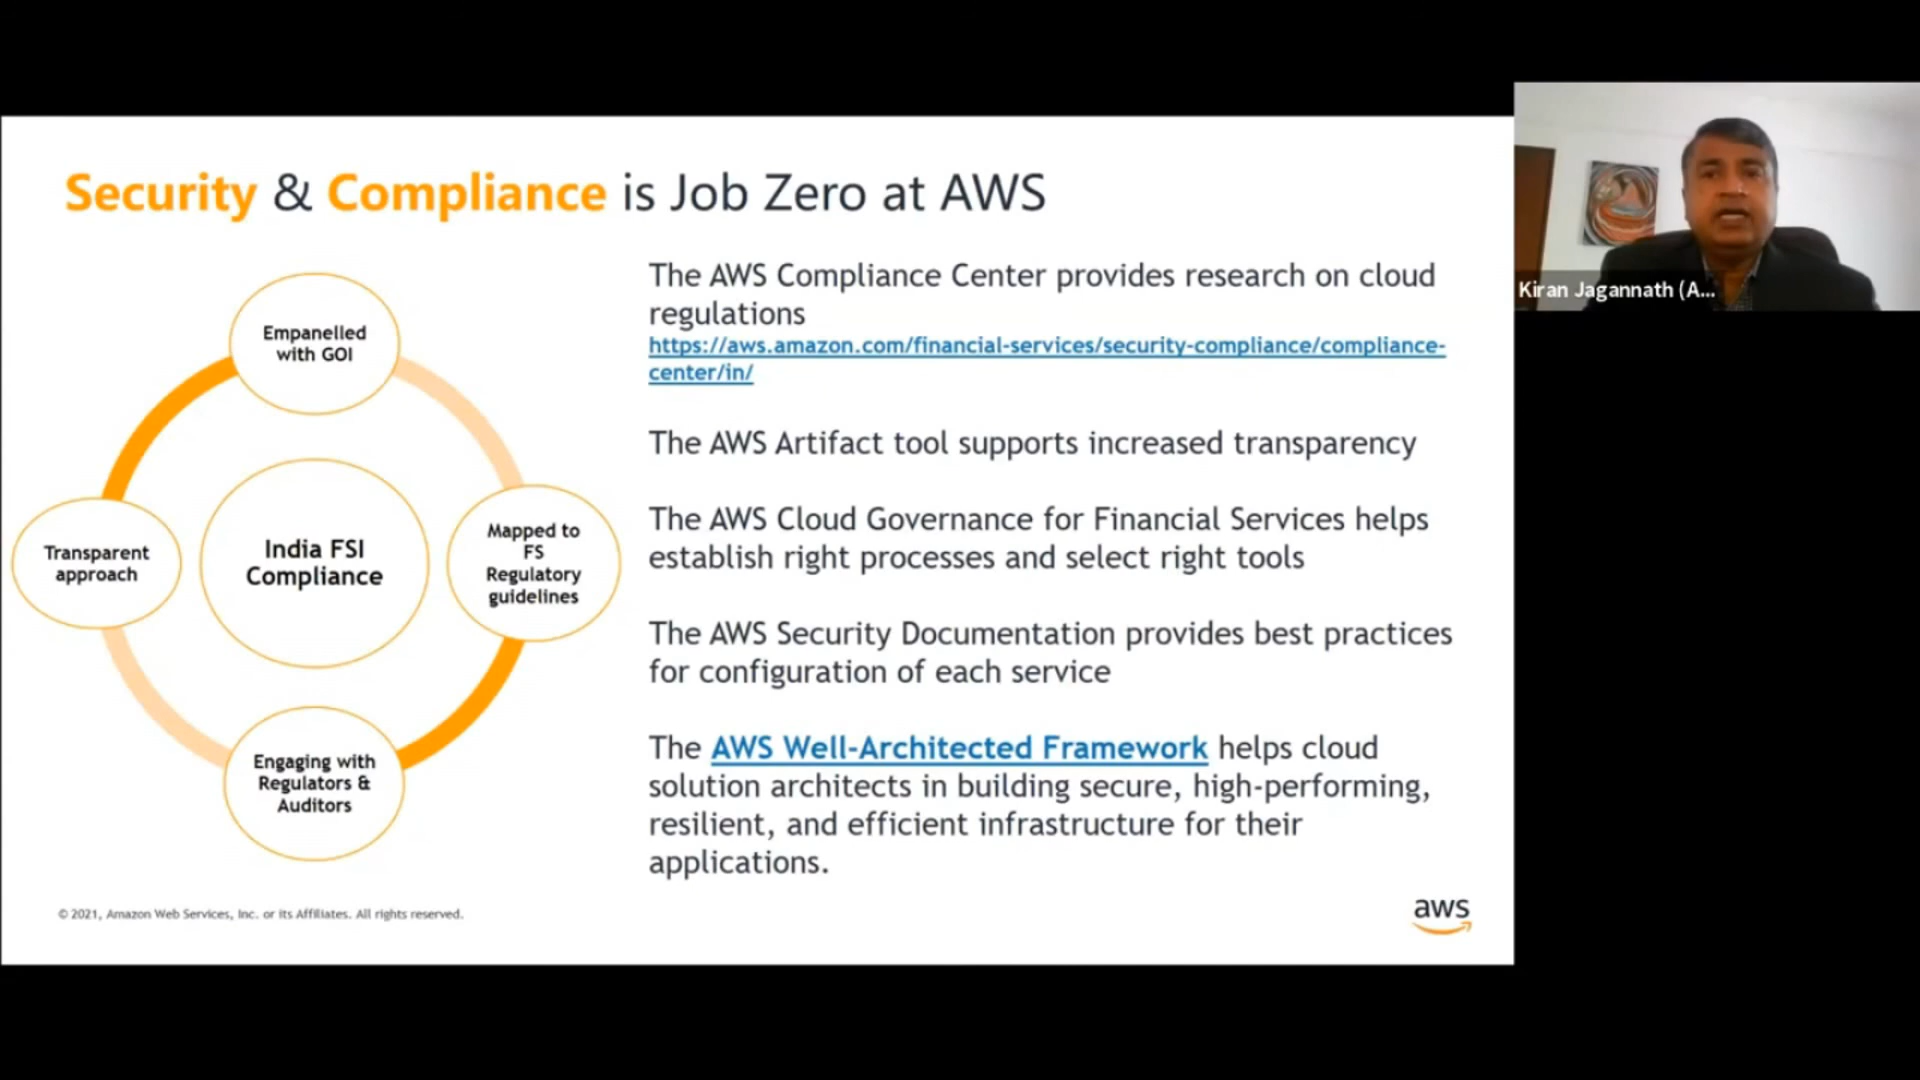 Security & Compliance is Job Zero at AWS
Empanelled
with GOI
Transparent
approach
India FSI
Compliance
Mapped to
FS
Regulatory
guidelines
Engaging with
Regulators &
Auditors
The AWS Compliance Center provides research on cloud
regulations
https://aws.amazon.com/financial-services/security-compliance/compliance-
center/in/
The AWS Artifact tool supports increased transparency
The AWS Cloud Governance for Financial Services helps
establish right processes and select right tools
The AWS Security Documentation provides best practices
for configuration of each service
The AWS Well-Architected Framework helps cloud
solution architects in building secure, high-performing,
resilient, and efficient infrastructure for their
applications.
© 2021, Amazon Web Services, Inc. or its Affiliates. All rights reserved.
aws
Kiran Jagannath (A...